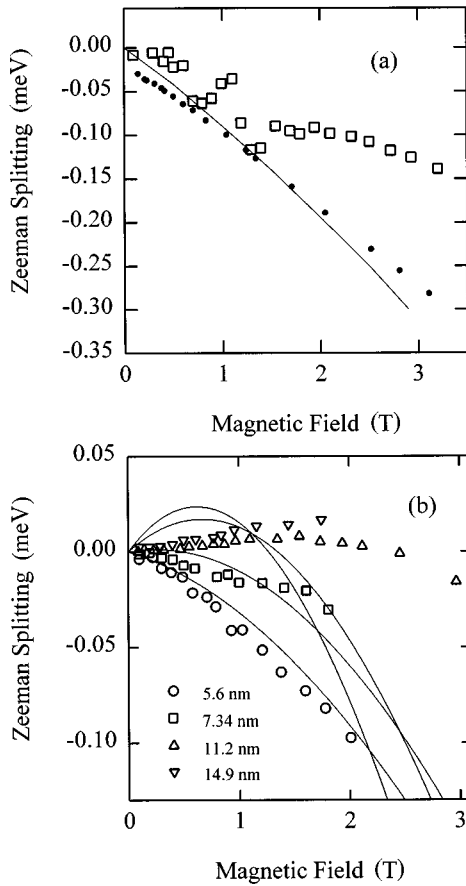 (a)
0.00
-0.05
-0.10
-0.15
-0.20
-0.25
-0.30
-0.35
Zeeman Splitting (meV)
0 1 2 3
Magnetic Field (T)
(b)
0.05
0.00
-0.05
-0.10
Zeeman Splitting (meV)
5.6 nm
7.34 nm
11.2 nm
14.9 nm
0 1 2 3
Magnetic Field (T)